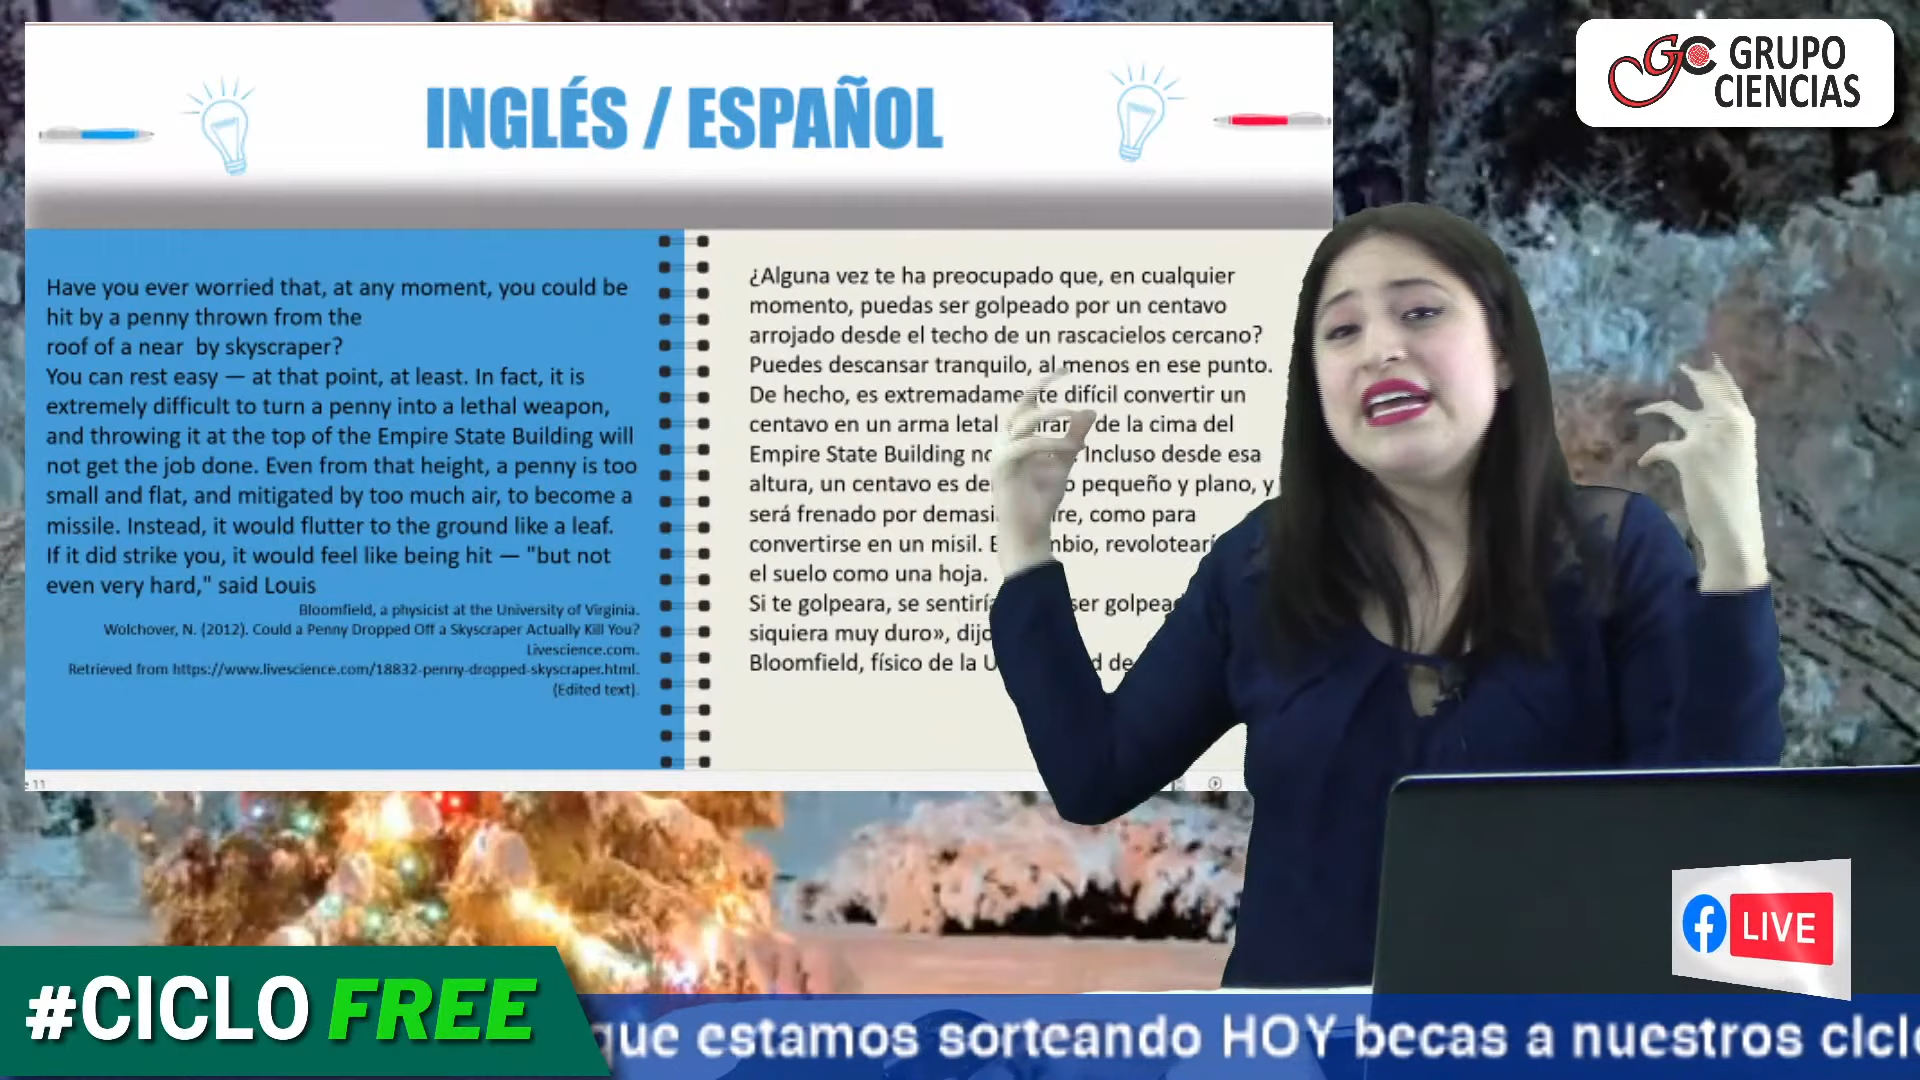 GRUPO
CIENCIAS
INGLÉS / ESPAÑOL
Have you ever worried that, at any moment, you could be
hit by a penny thrown from the
roof of a near by skyscraper?
You can rest easy — at that point, at least. In fact, it is
extremely difficult to turn a penny into a lethal weapon,
and throwing it at the top of the Empire State Building will
not get the job done. Even from that height, a penny is too
small and flat, and mitigated by too much air, to become a
missile. Instead, it would flutter to the ground like a leaf.
If it did strike you, it would feel like being hit — "but not
even very hard," said Louis
Bloomfield, a physicist at the University of Virginia.
Wolchover, N. (2012). Could a Penny Dropped Off a Skyscraper Actually Kill You?
Livescience.com.
Retrieved from https://www.livescience.com/18832-penny-dropped-skyscraper.html.
(Edited text).
¿Alguna vez te ha preocupado que, en cualquier
momento, puedas ser golpeado por un centavo
arrojado desde el techo de un rascacielos cercano?
Puedes descansar tranquilo, al menos en ese punto.
De hecho, es extremadamente difícil convertir un
centavo en un arma letal de la cima del
Empire State Building Incluso desde esa
altura, un centavo es pequeño y plano, y
será frenado por como para
convertirse en un misil.
el suelo como una hoja.
Si te golpeara, se sentiría ser
siquiera muy duro», dijo
Bloomfield, físico de la de
11
LIVE
#CICLO FREE
que estamos sorteando HOY becas a nuestros